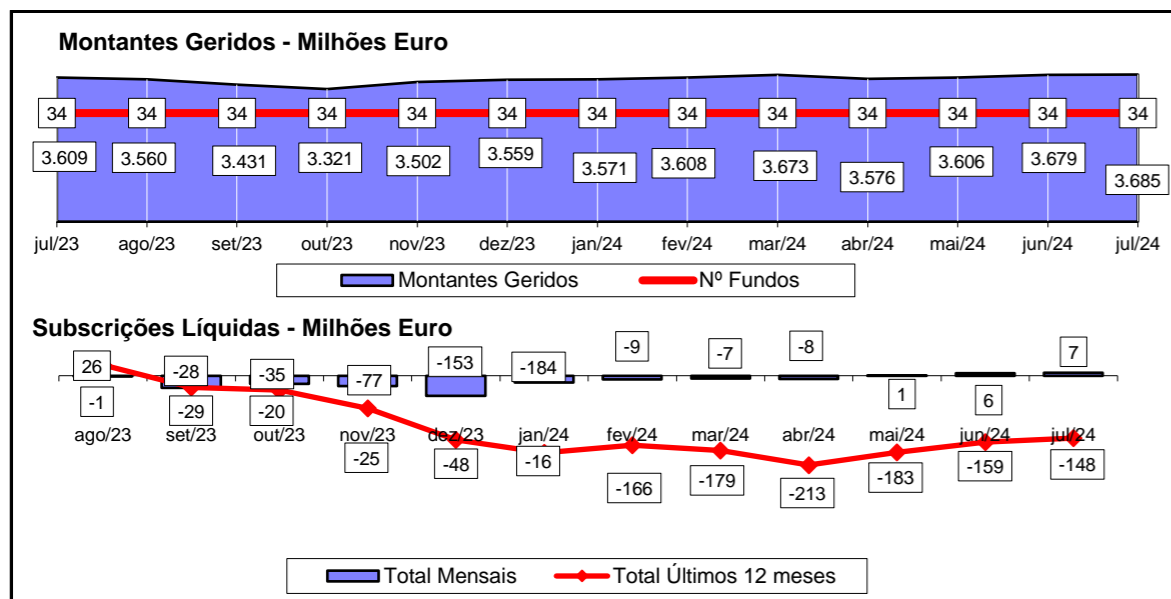 Montantes Geridos - Milhões Euro
34 34 34 34 34 34 34 34 34 34 34 34 34
3.609 3.560 3.431 3.321 3.502 3.559 3.571 3.608 3.673 3.576 3.606 3.679 3.685
jul/23 ago/23 set/23 out/23 nov/23 dez/23 jan/24 fev/24 mar/24 abr/24 mai/24 jun/24 jul/24
Montantes Geridos Nº Fundos
Subscrições Líquidas - Milhões Euro
26 -28 -35 -77 -153 -184 -9 -7 -8 1 6 7
-1 -29 -20 -25 -48 -16 -166 -179 -213 -183 -159 -148
ago/23 set/23 out/23 nov/23 dez/23 jan/24 fev/24 mar/24 abr/24 mai/24 jun/24 jul/24
Total Mensais Total Últimos 12 meses